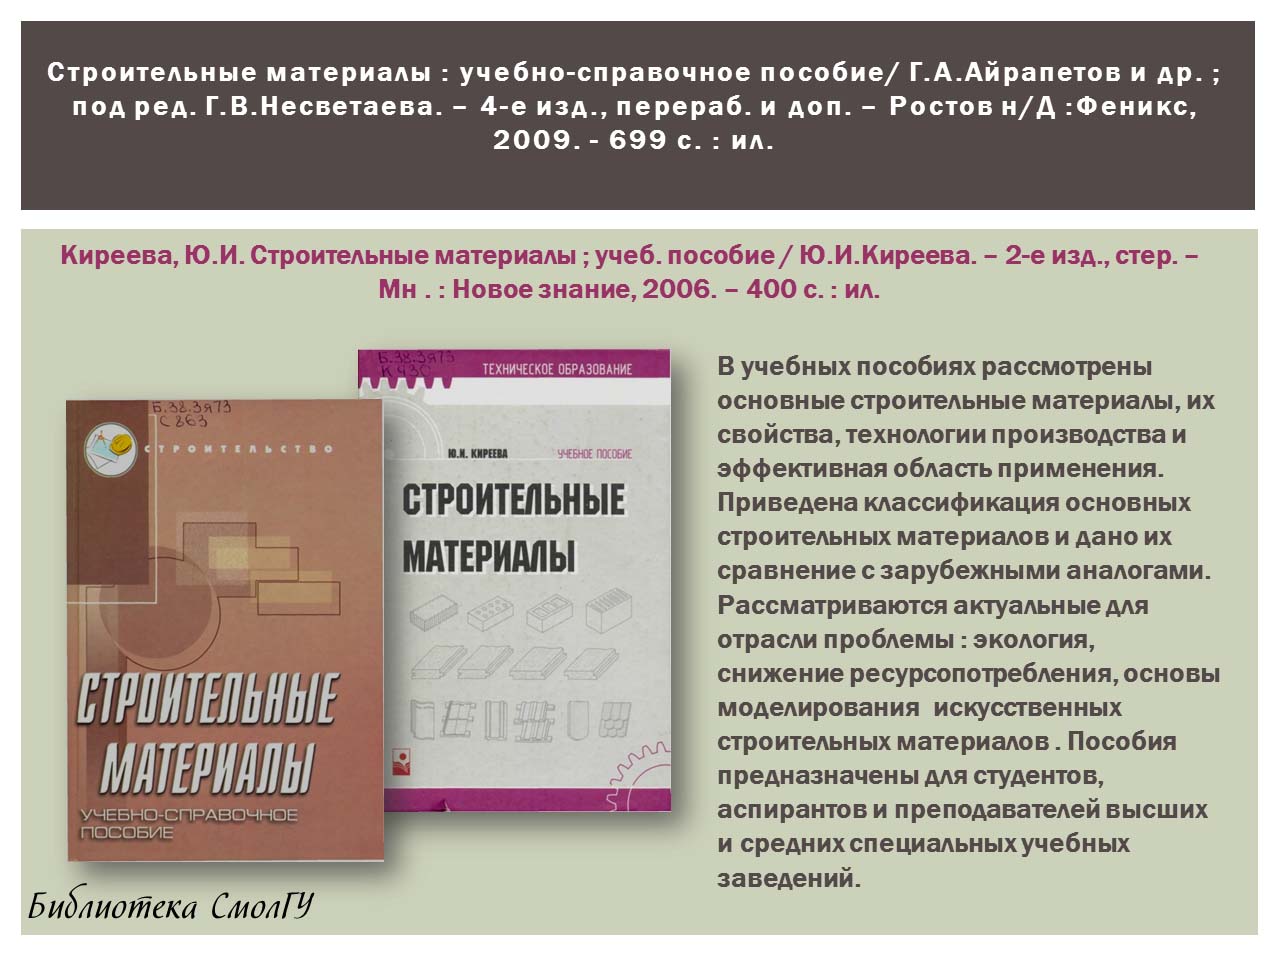 Строительные материалы : учебно-справочное пособие/ Г.А.Айрапетов и др. ;
под ред. Г.В.Несветаева. – 4-е изд., перераб. и доп. – Ростов н/Д :Феникс,
2009. - 699 с. : ил.
Киреева, Ю.И. Строительные материалы ; учеб. пособие / Ю.И.Киреева. – 2-е изд., стер. –
Мн . : Новое знание, 2006. – 400 с. : ил.
Б.38.3я73
С 863
СТРОИТЕЛЬСТВО
СТРОИТЕЛЬНЫЕ
МАТЕРИАЛЫ
УЧЕБНО-СПРАВОЧНОЕ
ПОСОБИЕ
Б.38.3я73
К 430
ТЕХНИЧЕСКОЕ ОБРАЗОВАНИЕ
Ю.И. КИРЕЕВА УЧЕБНОЕ ПОСОБИЕ
СТРОИТЕЛЬНЫЕ
МАТЕРИАЛЫ
В учебных пособиях рассмотрены
основные строительные материалы, их
свойства, технологии производства и
эффективная область применения.
Приведена классификация основных
строительных материалов и дано их
сравнение с зарубежными аналогами.
Рассматриваются актуальные для
отрасли проблемы : экология,
снижение ресурсопотребления, основы
моделирования искусственных
строительных материалов . Пособия
предназначены для студентов,
аспирантов и преподавателей высших
и средних специальных учебных
заведений.
Библиотека СмолГУ